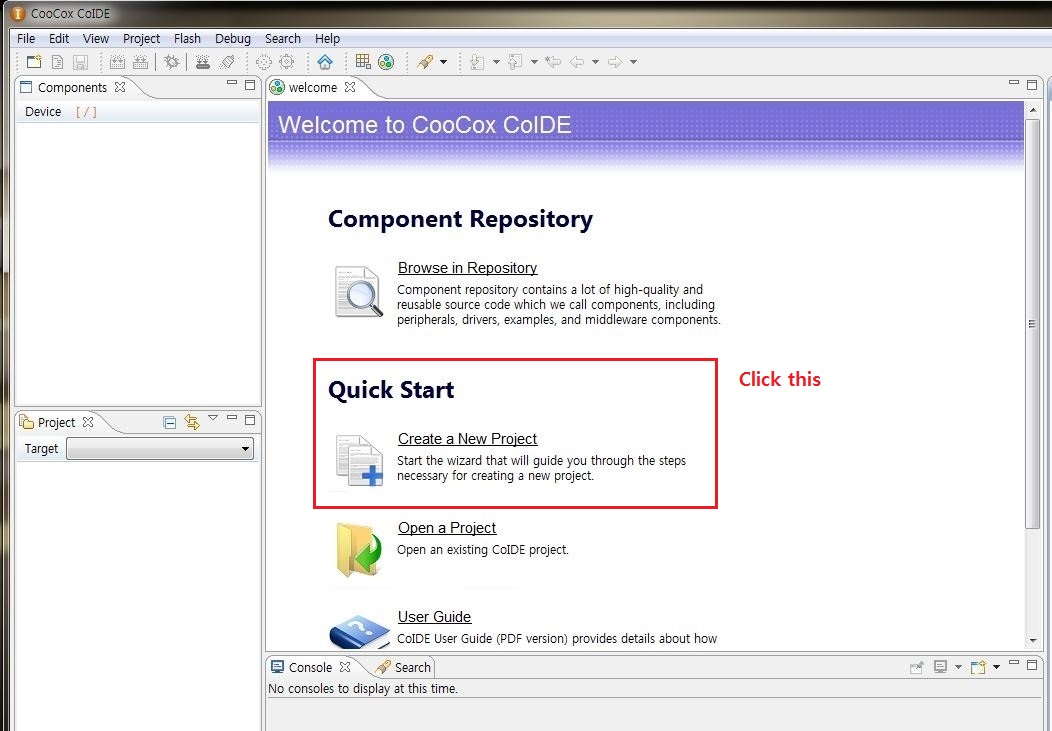 CooCox CoIDE
File Edit View Project Flash Debug Search Help
Components
Device [ / ]
welcome
Welcome to CooCox CoIDE
Component Repository
Browse in Repository
Component repository contains a lot of high-quality and
reusable source code which we call components, including
peripherals, drivers, examples, and middleware components.
Quick Start
Click this
Create a New Project
Start the wizard that will guide you through the steps
necessary for creating a new project.
Open a Project
Open an existing CoIDE project.
User Guide
CoIDE User Guide (PDF version) provides details about how
Project
Target
Console Search
No consoles to display at this time.